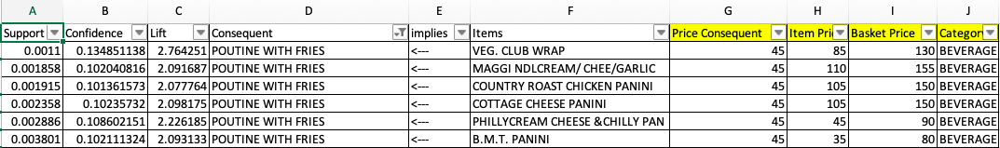 A B C D E F G H I J
Support Confidence Lift Consequent implies Items Price Consequent Item Pri Basket Price Categor
0.0011 0.134851138 2.764251 POUTINE WITH FRIES <--- VEG. CLUB WRAP 45 85 130 BEVERAGE
0.001858 0.102040816 2.091687 POUTINE WITH FRIES <--- MAGGI NDLCREAM/ CHEE/GARLIC 45 110 155 BEVERAGE
0.001915 0.101361573 2.077764 POUTINE WITH FRIES <--- COUNTRY ROAST CHICKEN PANINI 45 105 150 BEVERAGE
0.002358 0.10235732 2.098175 POUTINE WITH FRIES <--- COTTAGE CHEESE PANINI 45 105 150 BEVERAGE
0.002886 0.108602151 2.226185 POUTINE WITH FRIES <--- PHILLYCREAM CHEESE &CHILLY PAN 45 45 90 BEVERAGE
0.003801 0.102111324 2.093133 POUTINE WITH FRIES <--- B.M.T. PANINI 45 35 80 BEVERAGE